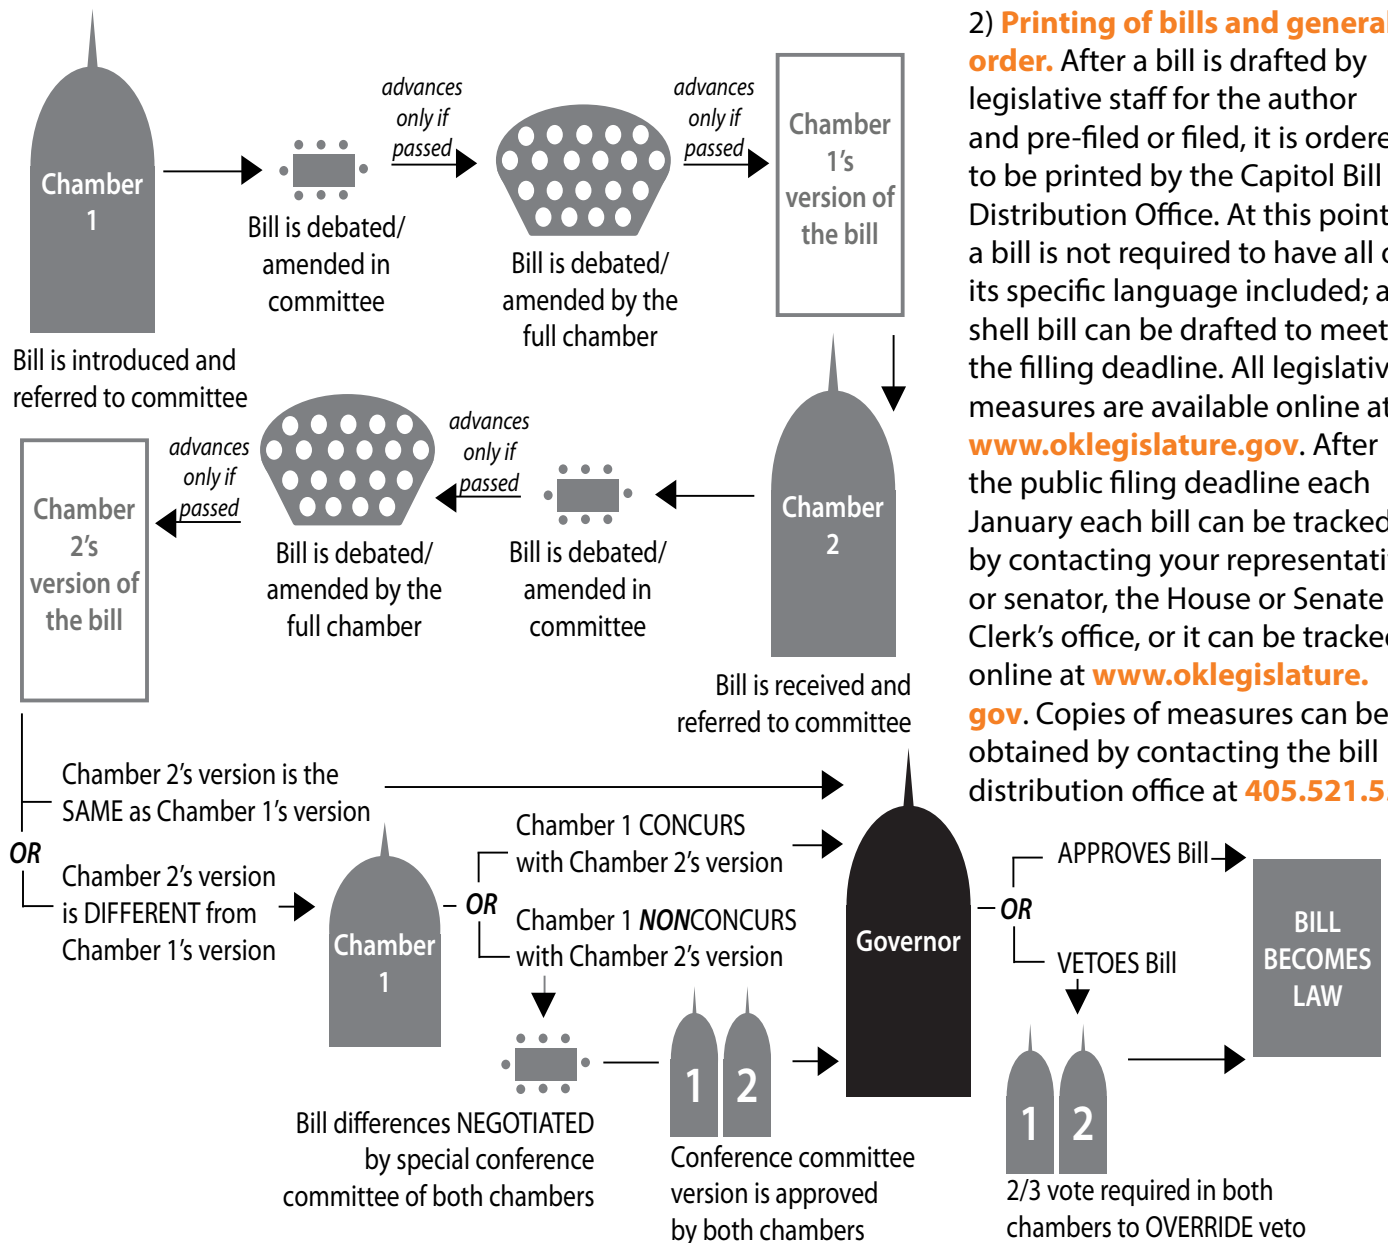 Chamber
1
Bill is introduced and
referred to committee
Bill is debated/
amended in
committee
advances
only if
passed
Bill is debated/
amended by the
full chamber
advances
only if
passed
Chamber
1's
version of
the bill
Chamber
2
Bill is received and
referred to committee
Bill is debated/
amended in
committee
advances
only if
passed
Bill is debated/
amended by the
full chamber
advances
only if
passed
Chamber
2's
version of
the bill
OR
Chamber 2's version is the
SAME as Chamber 1's version
Chamber 2's version
is DIFFERENT from
Chamber 1's version
Chamber
1
OR
Chamber 1 CONCURS
with Chamber 2's version
Chamber 1 NONCONCURS
with Chamber 2's version
Bill differences NEGOTIATED
by special conference
committee of both chambers
1 2
Conference committee
version is approved
by both chambers
Governor
OR
APPROVES Bill
VETOES Bill
1 2
2/3 vote required in both
chambers to OVERRIDE veto
BILL
BECOMES
LAW
2) Printing of bills and general
order. After a bill is drafted by
legislative staff for the author
and pre-filed or filed, it is ordere
to be printed by the Capitol Bill
Distribution Office. At this point
a bill is not required to have all
its specific language included; a
shell bill can be drafted to meet
the filling deadline. All legislativ
measures are available online at
www.oklegislature.gov. After
the public filing deadline each
January each bill can be tracked
by contacting your representati
or senator, the House or Senate
Clerk's office, or it can be tracke
online at www.oklegislature.
gov. Copies of measures can be
obtained by contacting the bill
distribution office at 405.521.5